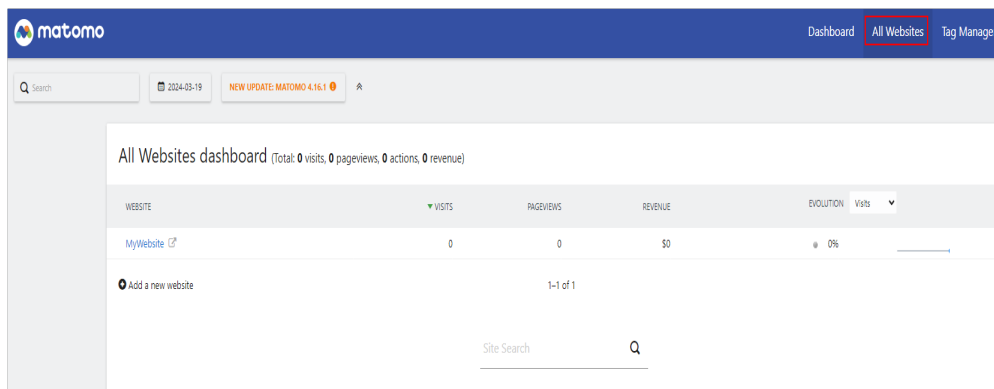 matomo
Dashboard All Websites Tag Manage
Search 2024-03-19 NEW UPDATE: MATOMO 4.16.1
All Websites dashboard (Total: 0 visits, 0 pageviews, 0 actions, 0 revenue)
WEBSITE VISITS PAGEVIEWS REVENUE EVOLUTION Visits
MyWebsite 0 0 $0 0%
Add a new website 1–1 of 1
Site Search